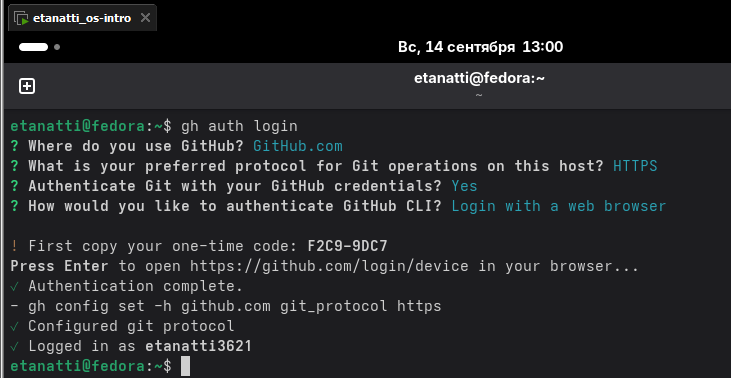 etanatti_os-intro
Вс, 14 сентября 13:00
etanatti@fedora:~
~
etanatti@fedora:~$ gh auth login
? Where do you use GitHub? GitHub.com
? What is your preferred protocol for Git operations on this host? HTTPS
? Authenticate Git with your GitHub credentials? Yes
? How would you like to authenticate GitHub CLI? Login with a web browser
! First copy your one-time code: F2C9-9DC7
Press Enter to open https://github.com/login/device in your browser...
✓ Authentication complete.
- gh config set -h github.com git_protocol https
✓ Configured git protocol
✓ Logged in as etanatti3621
etanatti@fedora:~$